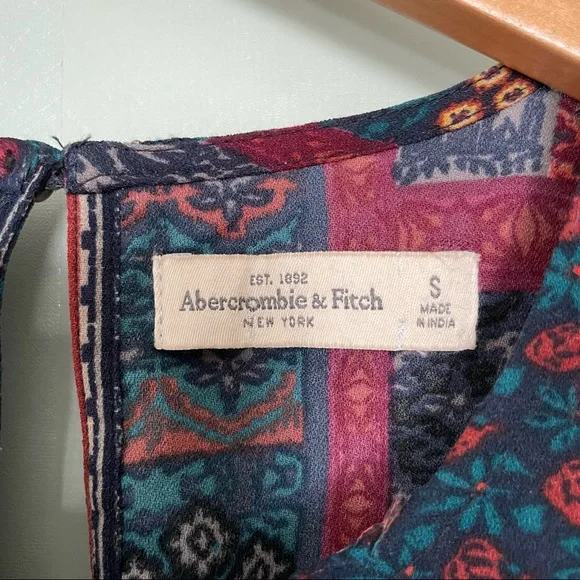 EST. 1892
Abercrombie & Fitch
NEW YORK
S
MADE
IN INDIA